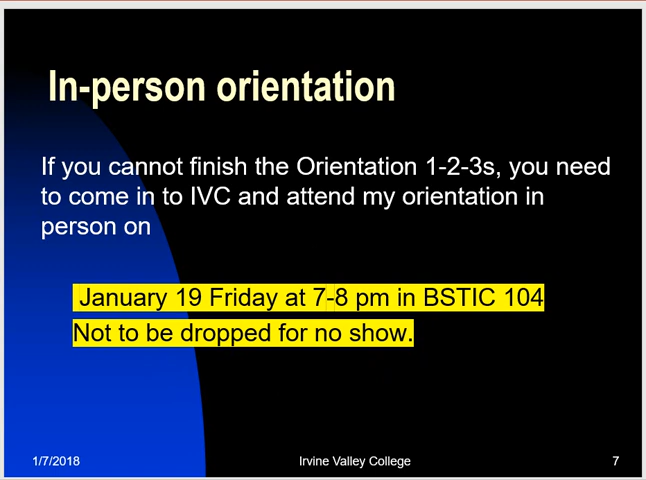 In-person orientation
If you cannot finish the Orientation 1-2-3s, you need
to come in to IVC and attend my orientation in
person on
January 19 Friday at 7-8 pm in BSTIC 104
Not to be dropped for no show.
1/7/2018
Irvine Valley College
7